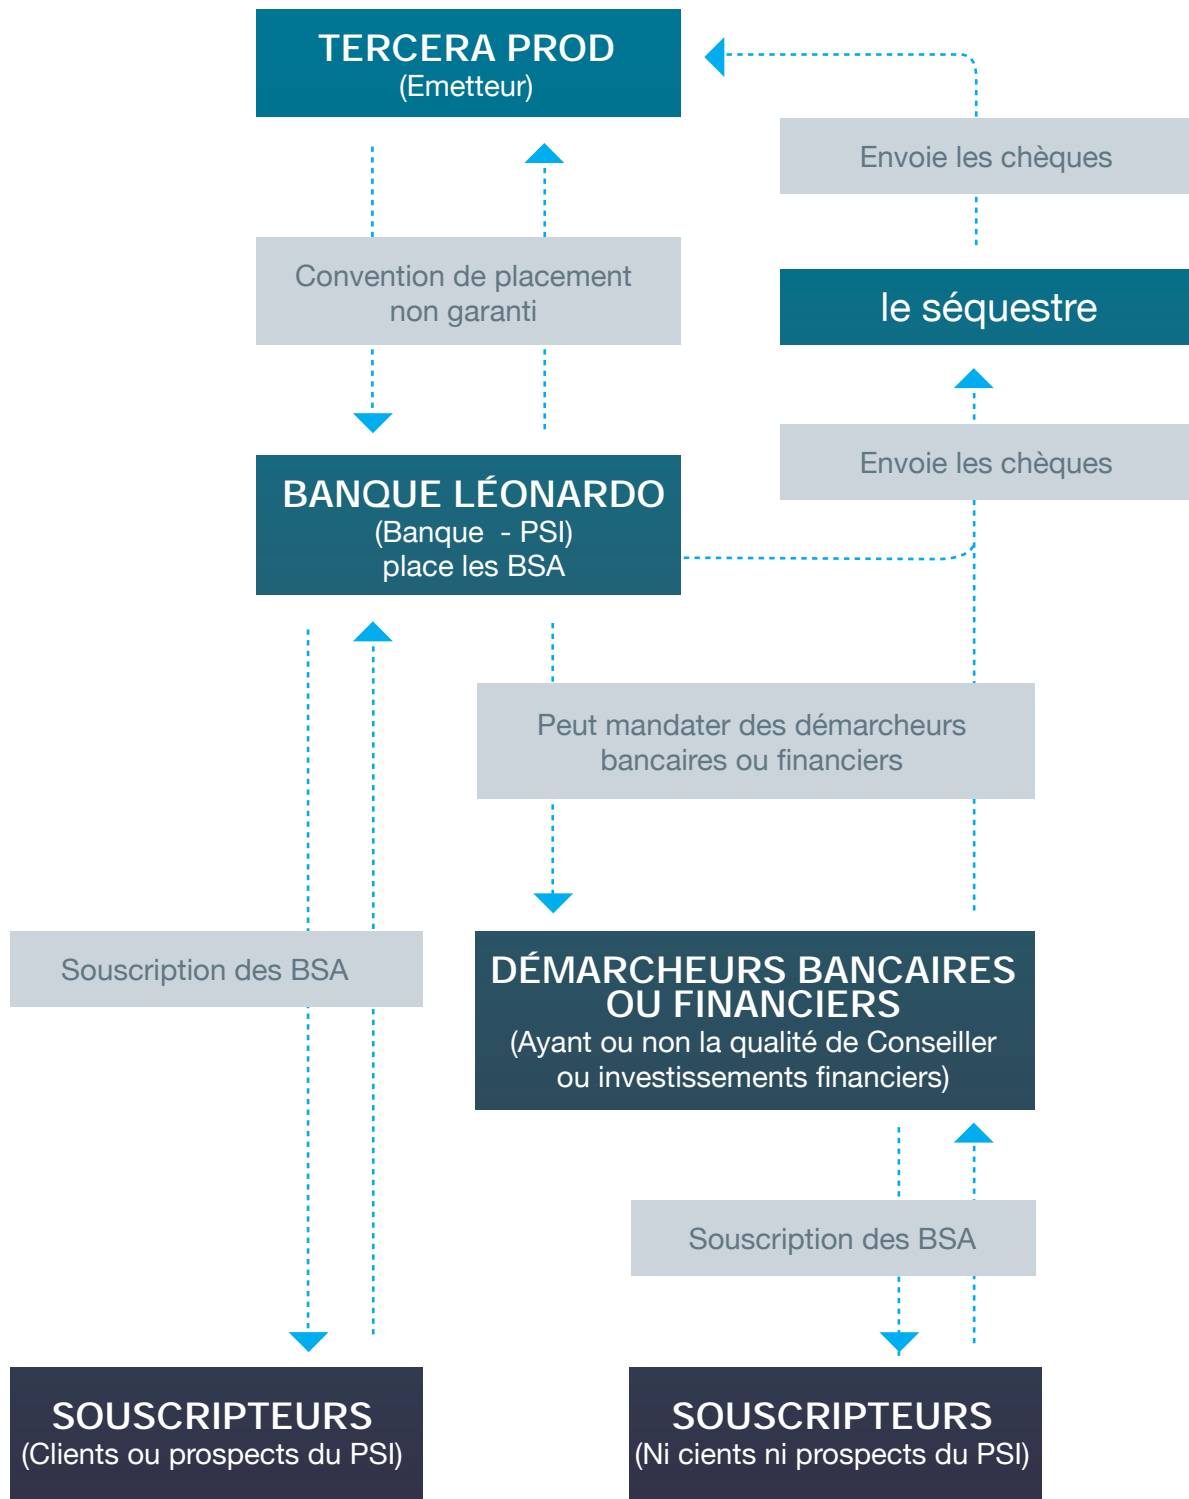 TERCERA PROD
(Emetteur)
Envoie les chèques
Convention de placement
non garanti
le séquestre
Envoie les chèques
BANQUE LÉONARDO
(Banque - PSI)
place les BSA
Peut mandater des démarcheurs
bancaires ou financiers
Souscription des BSA
DÉMARCHEURS BANCAIRES
OU FINANCIERS
(Ayant ou non la qualité de Conseiller
ou investissements financiers)
Souscription des BSA
SOUSCRIPTEURS
(Clients ou prospects du PSI)
SOUSCRIPTEURS
(Ni cients ni prospects du PSI)